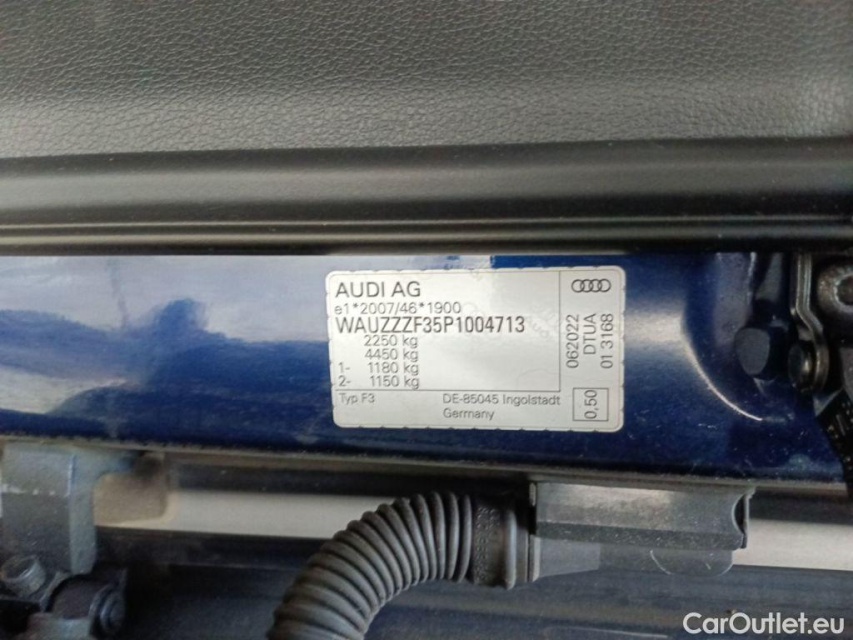 AUDI AG
e1*2007/46*1900
WAUZZZF35P1004713
2250 kg
4450 kg
1- 1180 kg
2- 1150 kg
Typ F3
DE-85045 Ingolstadt
Germany
062022
DTUA
01 3168
0,50
CarOutlet.eu